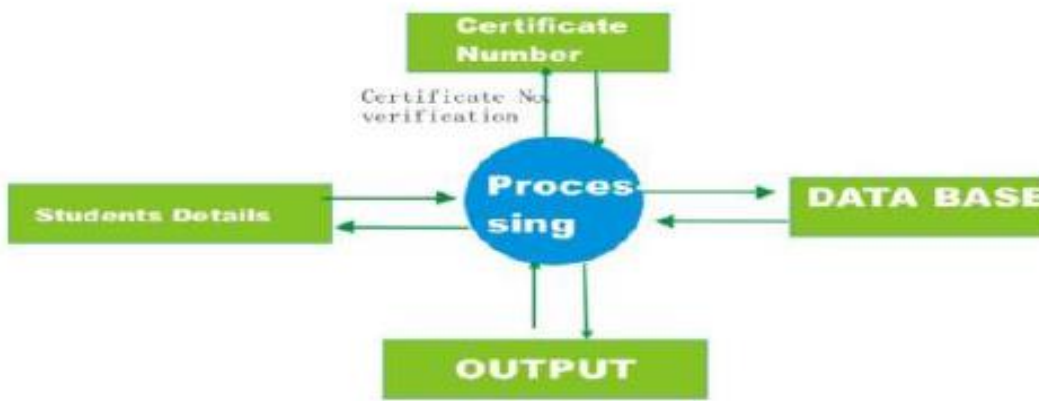 Certificate
Number
Certificate No.
verification
Proces-
sing
Students Details
DATA BASE
OUTPUT